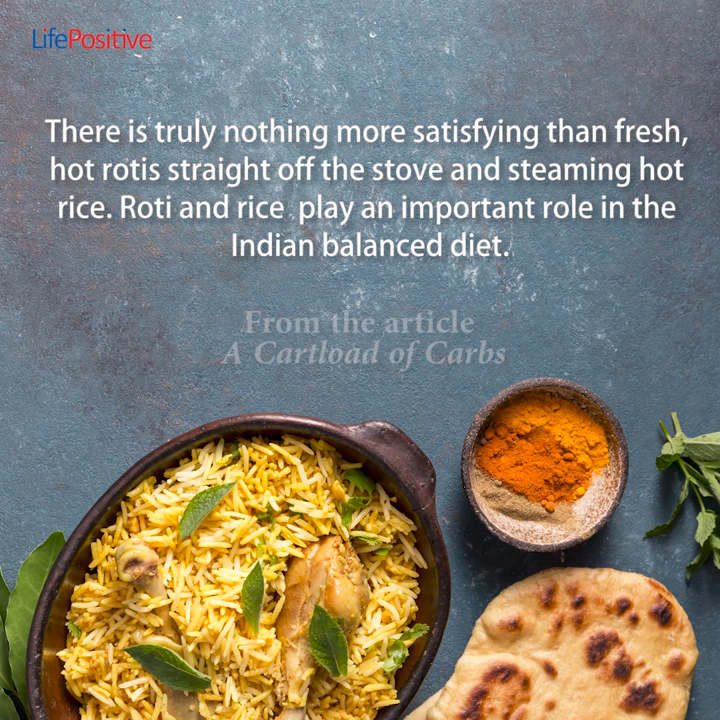 LifePositive
There is truly nothing more satisfying than fresh,
hot rotis straight off the stove and steaming hot
rice. Roti and rice play an important role in the
Indian balanced diet.
From the article
A Cartload of Carbs